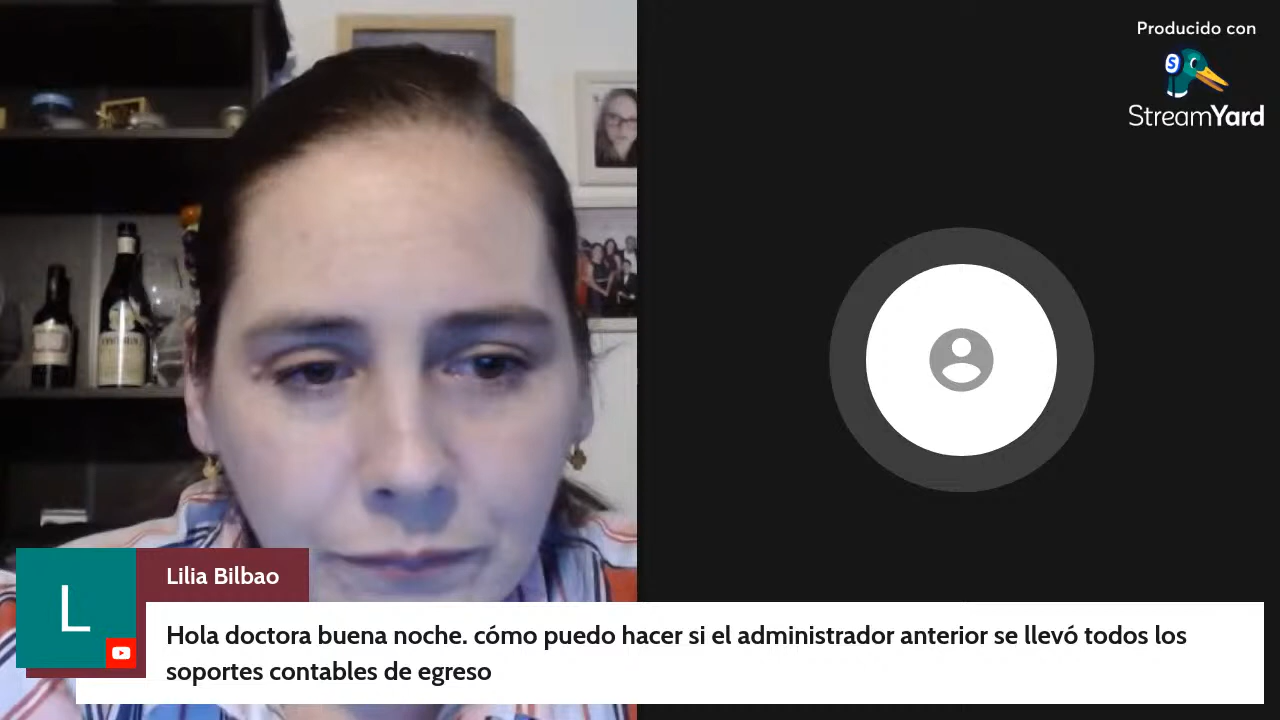 Producido con
StreamYard
Lilia Bilbao
L
Hola doctora buena noche. cómo puedo hacer si el administrador anterior se llevó todos los
soportes contables de egreso